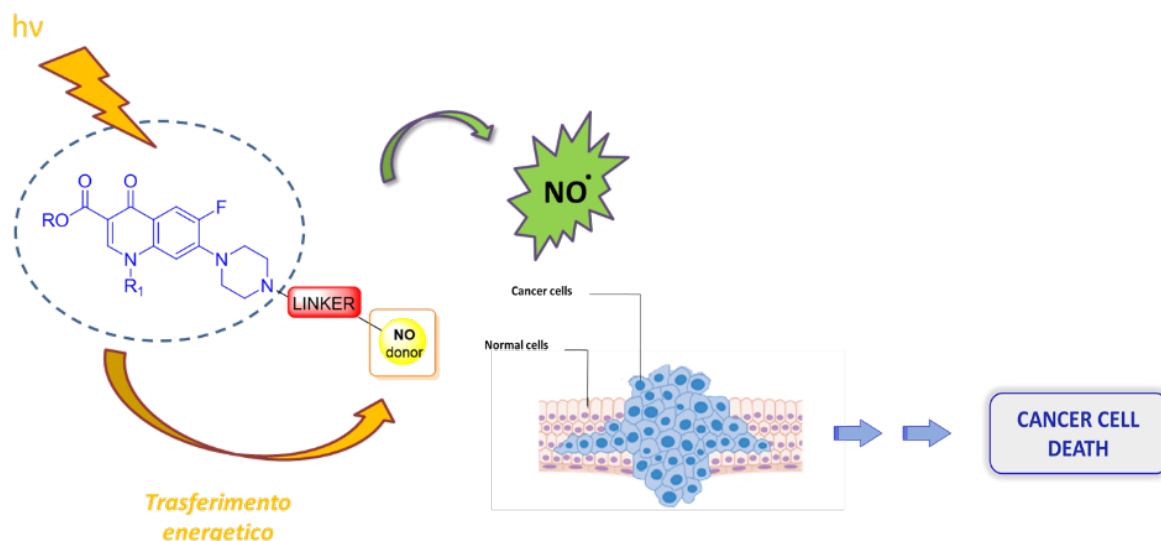 hν
O
O
RO
F
N
R1
N
N
LINKER
NO
donor
Trasferimento
energetico
NO•
Cancer cells
Normal cells
CANCER CELL
DEATH